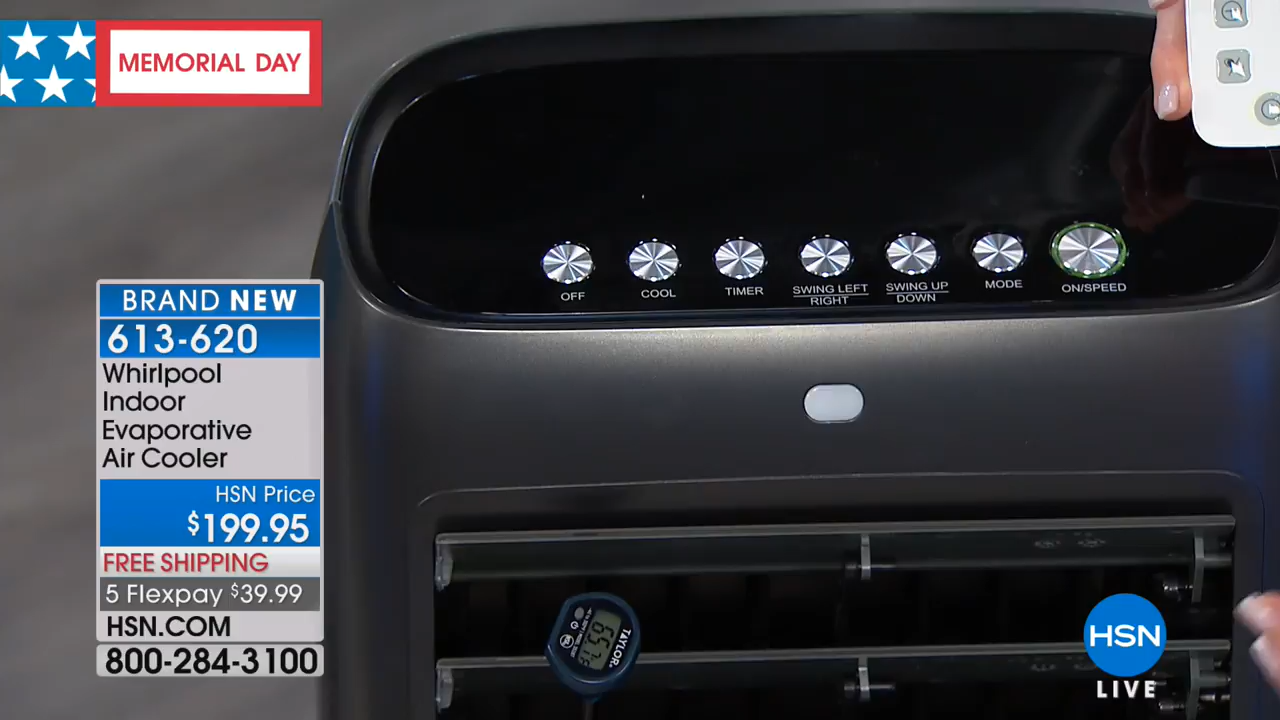 MEMORIAL DAY
OFF
COOL
TIMER
SWING LEFT
RIGHT
SWING UP
DOWN
MODE
ON/SPEED
BRAND NEW
613-620
Whirlpool
Indoor
Evaporative
Air Cooler
HSN Price
$199.95
FREE SHIPPING
5 Flexpay $39.99
HSN.COM
800-284-3100
TAYLOR
HSN
LIVE